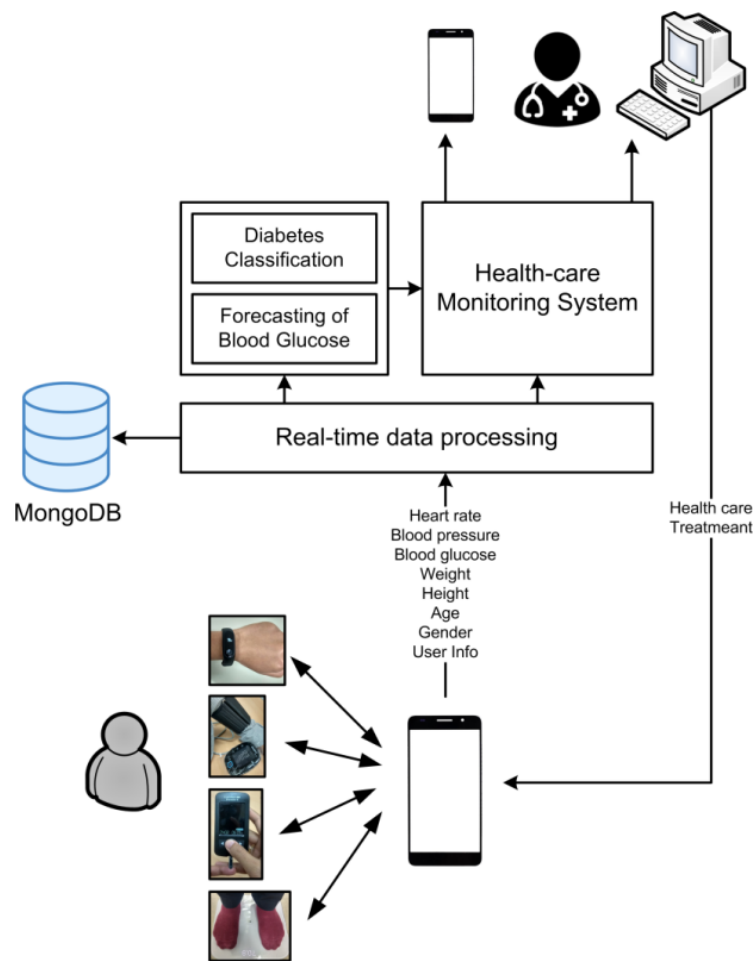 Diabetes
Classification
Forecasting of
Blood Glucose
Health-care
Monitoring System
Real-time data processing
MongoDB
Heart rate
Blood pressure
Blood glucose
Weight
Height
Age
Gender
User Info
Health care
Treatmeant